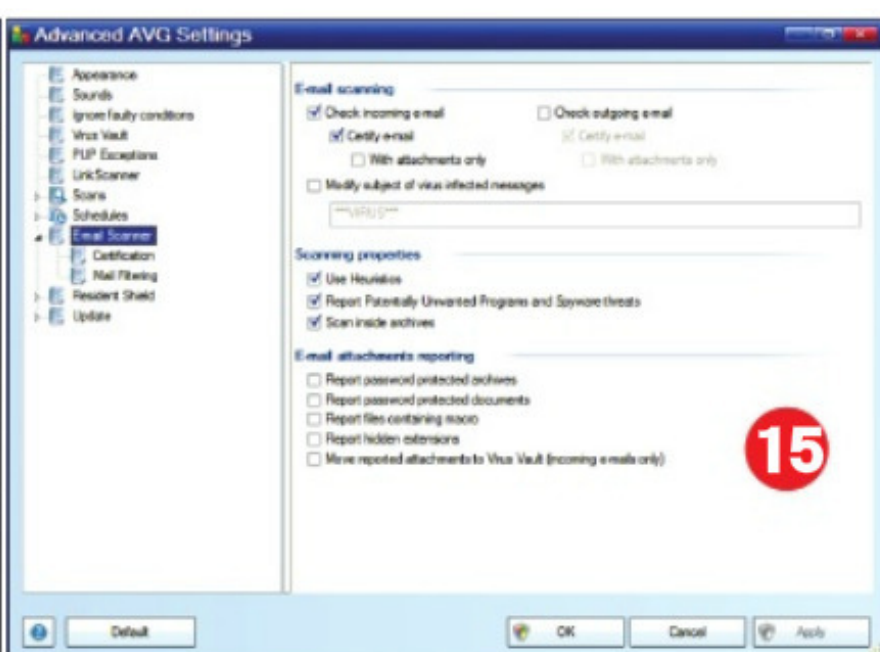 Advanced AVG Settings
Appearance
Sounds
Ignore faulty conditions
Virus Vault
PUP Exceptions
LinkScanner
Scans
Schedules
Email Scanner
Certification
Mail Filtering
Resident Shield
Update
E-mail scanning
Check incoming e-mail Check outgoing e-mail
Certify e-mail Certify e-mail
With attachments only With attachments only
Modify subject of virus infected messages
***VIRUS***
Scanning properties
Use Heuristics
Report Potentially Unwanted Programs and Spyware threats
Scan inside archives
E-mail attachments reporting
Report password protected archives
Report password protected documents
Report files containing macro
Report hidden extensions
Move reported attachments to Virus Vault (incoming e-mails only)
15
Default OK Cancel Apply